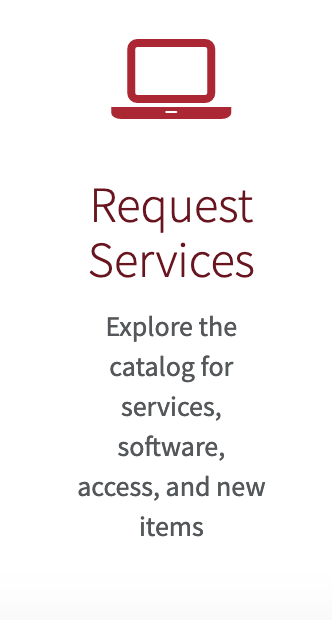 Request
Services
Explore the
catalog for
services,
software,
access, and new
items